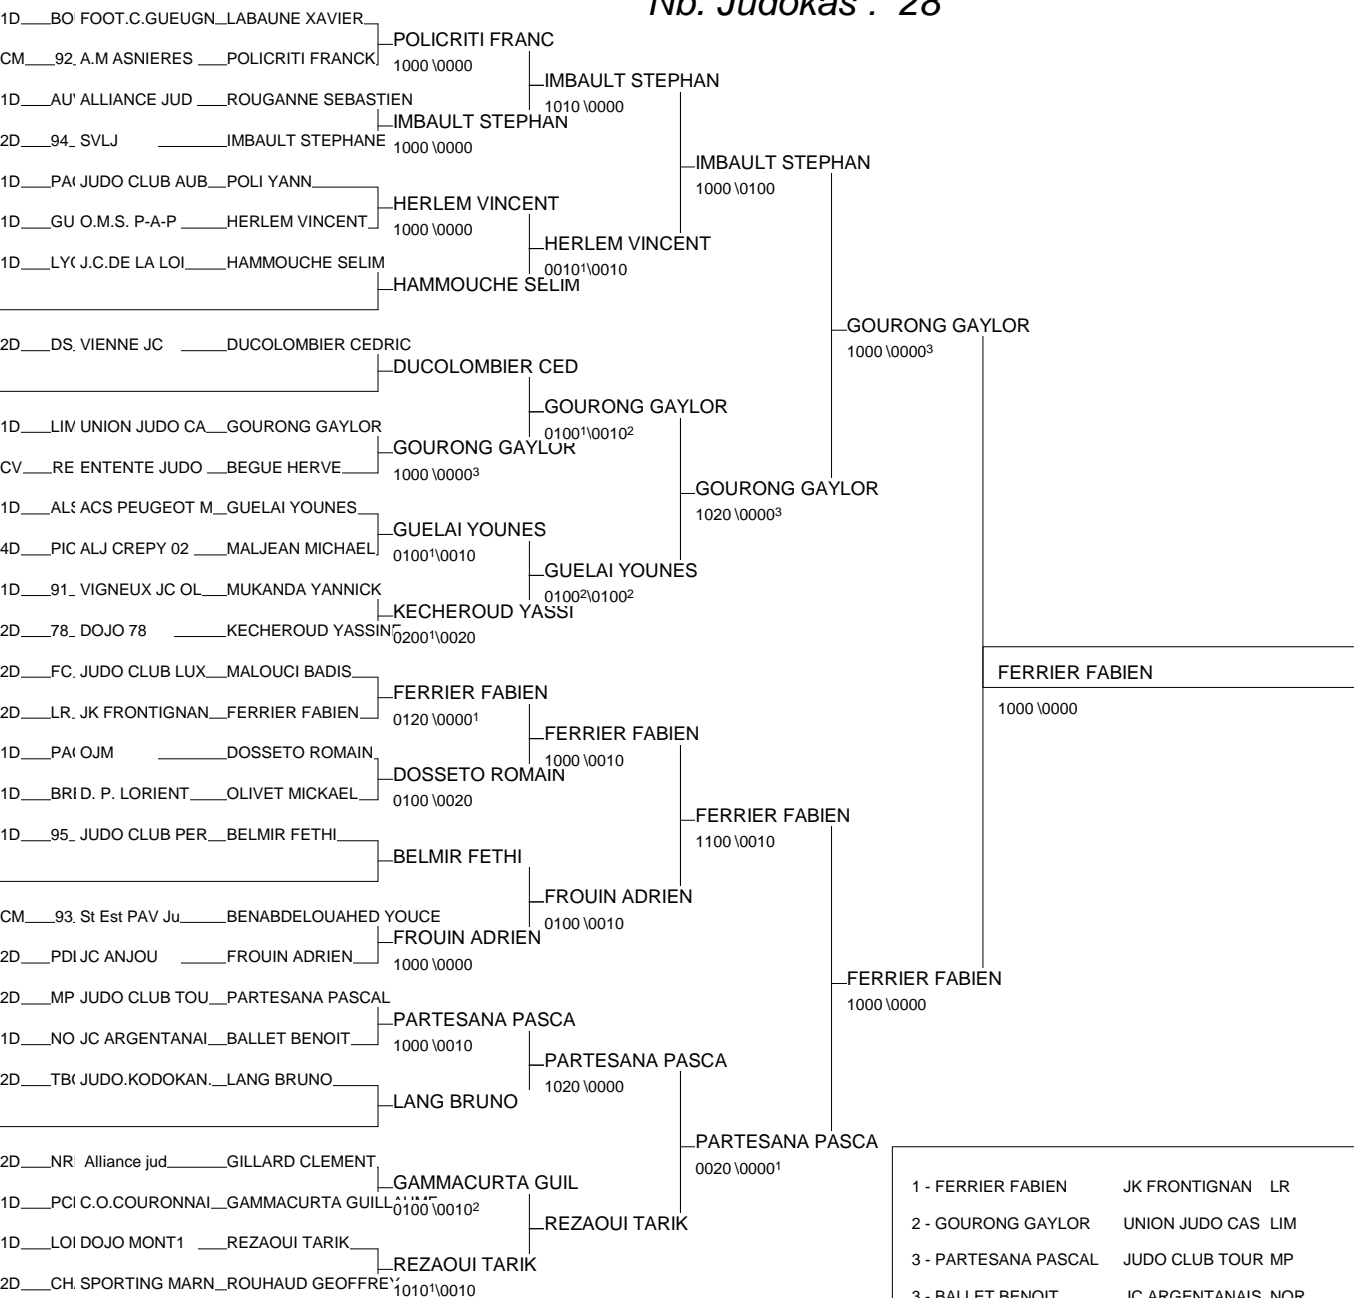 Nb. Judokas : 28
1D BO FOOT.C.GUEUGN LABAUNE XAVIER
POLICRITI FRANC
CM 92 A.M ASNIERES POLICRITI FRANCK
1000 \0000
IMBAULT STEPHAN
1D AU ALLIANCE JUD ROUGANNE SEBASTIEN
1010 \0000
IMBAULT STEPHAN
2D 94 SVLJ IMBAULT STEPHANE
1000 \0000
IMBAULT STEPHAN
1D PA JUDO CLUB AUB POLI YANN
1000 \0100
HERLEM VINCENT
1D GU O.M.S. P-A-P HERLEM VINCENT
1000 \0000
HERLEM VINCENT
1D LY J.C.DE LA LOI HAMMOUCHE SELIM
0010¹\0010
HAMMOUCHE SELIM
GOURONG GAYLOR
2D DS VIENNE JC DUCOLOMBIER CEDRIC
1000 \0000³
DUCOLOMBIER CED
GOURONG GAYLOR
1D LIM UNION JUDO CA GOURONG GAYLOR
0100¹\0010²
GOURONG GAYLOR
CV RE ENTENTE JUDO BEGUE HERVE
1000 \0000³
GOURONG GAYLOR
1D ALS ACS PEUGEOT M GUELAI YOUNES
1020 \0000³
GUELAI YOUNES
4D PIC ALJ CREPY 02 MALJEAN MICHAEL
0100¹\0010
GUELAI YOUNES
1D 91 VIGNEUX JC OL MUKANDA YANNICK
0100²\0100²
KECHEROUD YASSI
2D 78 DOJO 78 KECHEROUD YASSINE
0200¹\0020
2D FC JUDO CLUB LUX MALOUCI BADIS
FERRIER FABIEN
FERRIER FABIEN
2D LR JK FRONTIGNAN FERRIER FABIEN
1000 \0000
0120 \0000¹
FERRIER FABIEN
1D PA OJM DOSSETO ROMAIN
1000 \0010
DOSSETO ROMAIN
1D BRE D. P. LORIENT OLIVET MICKAEL
0100 \0020
FERRIER FABIEN
1D 95 JUDO CLUB PER BELMIR FETHI
1100 \0010
BELMIR FETHI
FROUIN ADRIEN
CM 93 St Est PAV Ju BENABDELOUAHED YOUCE
0100 \0010
FROUIN ADRIEN
2D PDL JC ANJOU FROUIN ADRIEN
1000 \0000
FERRIER FABIEN
2D MP JUDO CLUB TOU PARTESANA PASCAL
1000 \0000
PARTESANA PASCA
1D NO JC ARGENTANAI BALLET BENOIT
1000 \0010
PARTESANA PASCA
2D TB JUDO.KODOKAN. LANG BRUNO
1020 \0000
LANG BRUNO
PARTESANA PASCA
2D NR Alliance jud GILLARD CLEMENT
0020 \0000¹
GAMMACURTA GUIL
1D PC C.O.COURONNAI GAMMACURTA GUILLAUME
0100 \0010²
REZAOUI TARIK
1D LOI DOJO MONT1 REZAOUI TARIK
REZAOUI TARIK
2D CH SPORTING MARN ROUHAUD GEOFFREY
1010¹\0010
1 - FERRIER FABIEN JK FRONTIGNAN LR
2 - GOURONG GAYLOR UNION JUDO CAS LIM
3 - PARTESANA PASCAL JUDO CLUB TOUR MP
3 - BALLET BENOIT JC ARGENTANAIS NOR